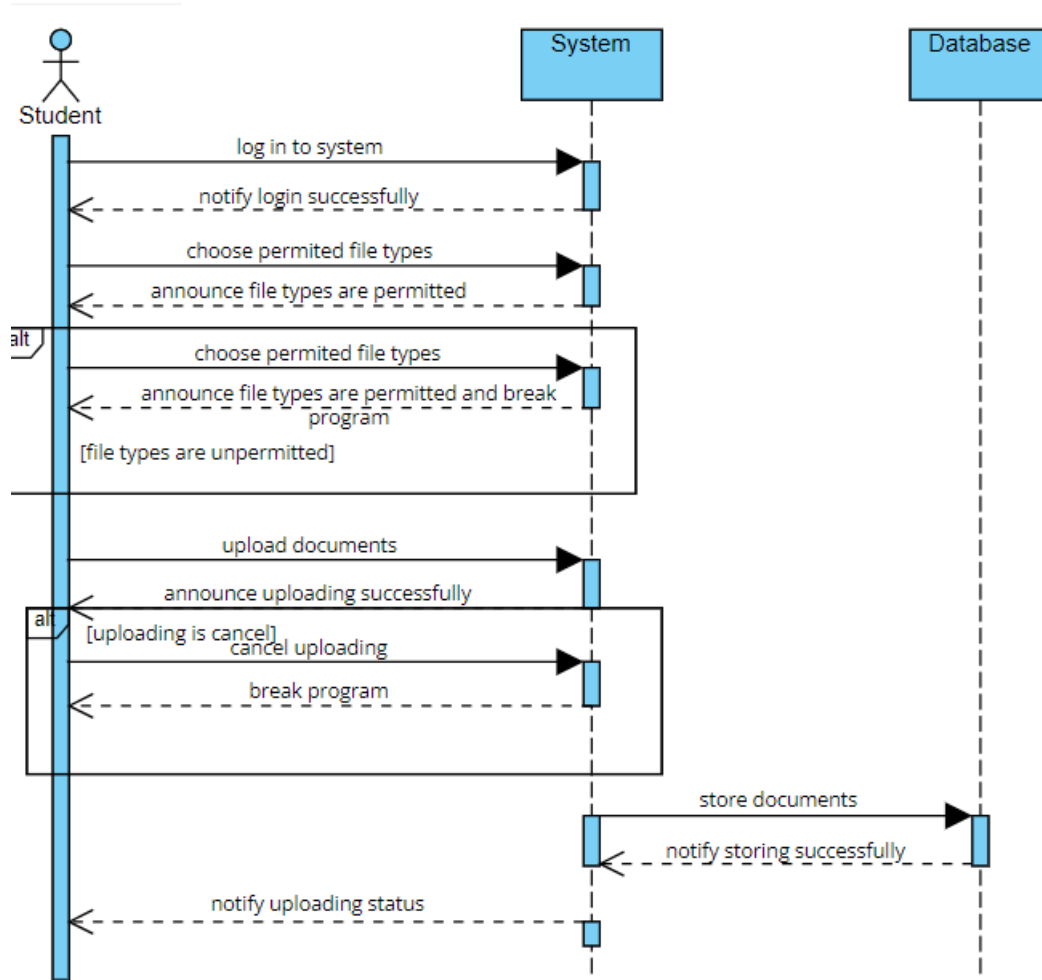 System
Database
Student
log in to system
notify login successfully
choose permited file types
announce file types are permitted
alt
choose permited file types
announce file types are permitted and break
program
[file types are unpermitted]
upload documents
announce uploading successfully
alt
[uploading is cancel]
cancel uploading
break program
store documents
notify storing successfully
notify uploading status